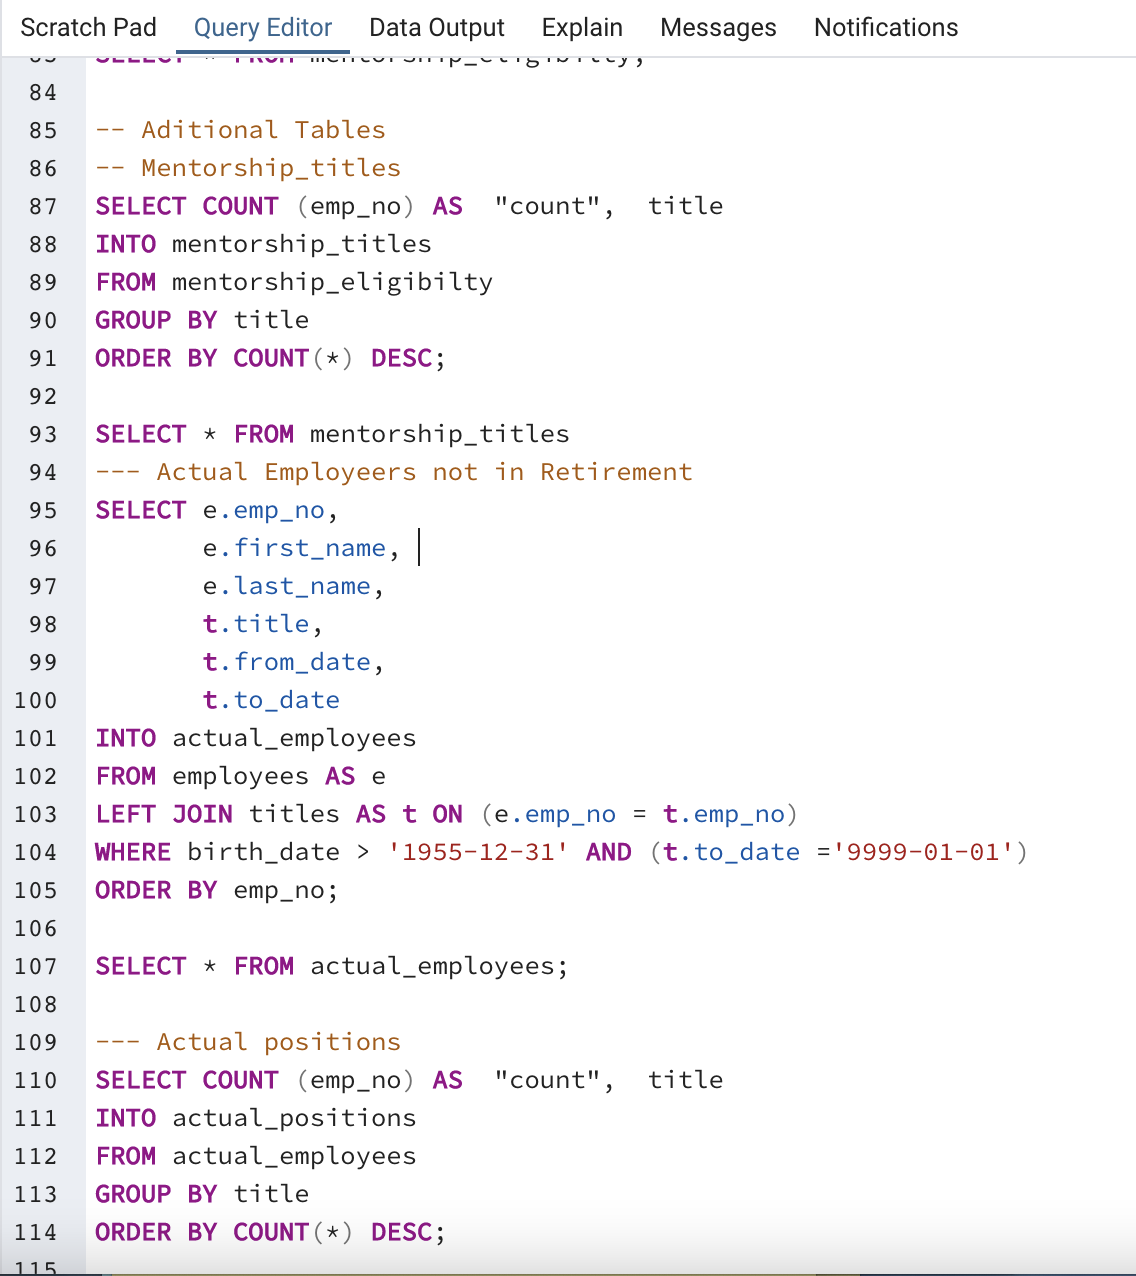 Scratch Pad Query Editor Data Output Explain Messages Notifications
83 SELECT * FROM mentorship_eligibilty;
84
85 -- Aditional Tables
86 -- Mentorship_titles
87 SELECT COUNT (emp_no) AS  "count",  title
88 INTO mentorship_titles
89 FROM mentorship_eligibilty
90 GROUP BY title
91 ORDER BY COUNT(*) DESC;
92
93 SELECT * FROM mentorship_titles
94 --- Actual Employeers not in Retirement
95 SELECT e.emp_no,
96 e.first_name,
97 e.last_name,
98 t.title,
99 t.from_date,
100 t.to_date
101 INTO actual_employees
102 FROM employees AS e
103 LEFT JOIN titles AS t ON (e.emp_no = t.emp_no)
104 WHERE birth_date > '1955-12-31' AND (t.to_date ='9999-01-01')
105 ORDER BY emp_no;
106
107 SELECT * FROM actual_employees;
108
109 --- Actual positions
110 SELECT COUNT (emp_no) AS  "count",  title
111 INTO actual_positions
112 FROM actual_employees
113 GROUP BY title
114 ORDER BY COUNT(*) DESC;
115